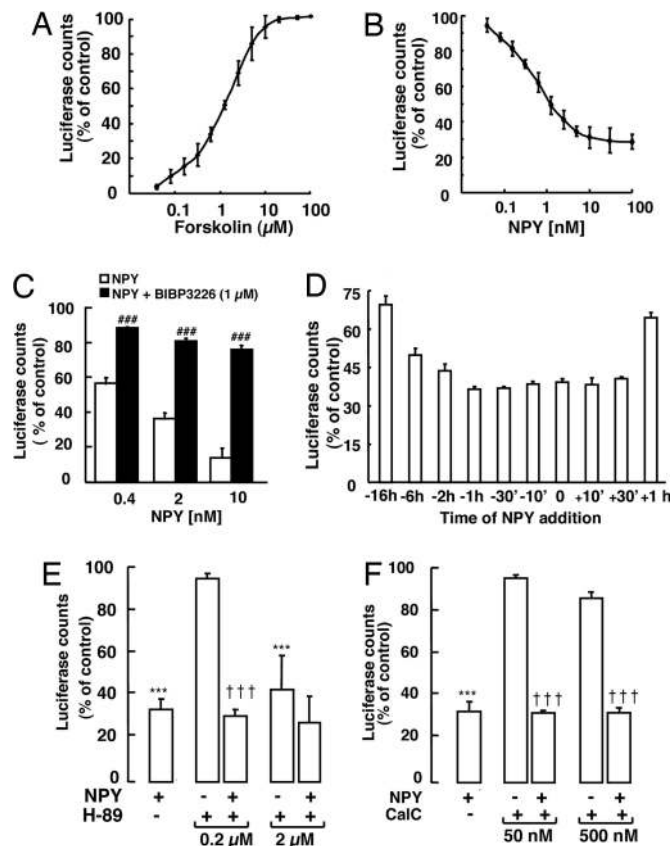 A
Luciferase counts
(% of control)
100
80
60
40
20
0
0.1 1 10 100
Forskolin (µM)
B
Luciferase counts
(% of control)
100
80
60
40
20
0
0.1 1 10 100
NPY [nM]
C
NPY
NPY + BIBP3226 (1 µM)
Luciferase counts
( % of control)
100
80
60
40
20
0
###
###
###
0.4 2 10
NPY [nM]
D
Luciferase counts
(% of control)
75
60
45
30
15
0
-16h -6h -2h -1h -30' -10' 0 +10' +30' +1 h
Time of NPY addition
E
Luciferase counts
(% of control)
100
80
60
40
20
0
*** ††† ***
NPY + - + - +
H-89 - + + + +
0.2 µM 2 µM
F
Luciferase counts
(% of control)
100
80
60
40
20
0
*** ††† †††
NPY + - + - +
CalC - + + + +
50 nM 500 nM